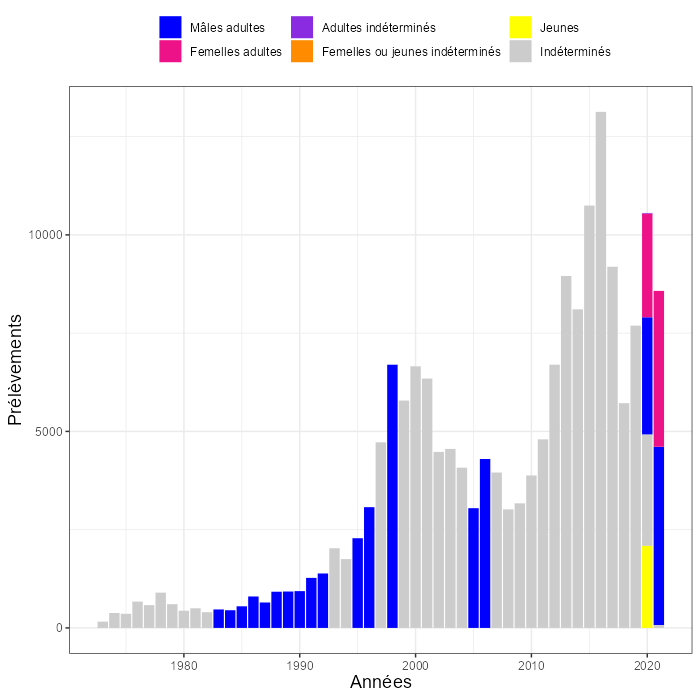 Mâles adultes
Adultes indéterminés
Jeunes
Femelles adultes
Femelles ou jeunes indéterminés
Indéterminés
10000
5000
0
Prélèvements
1980
1990
2000
2010
2020
Années